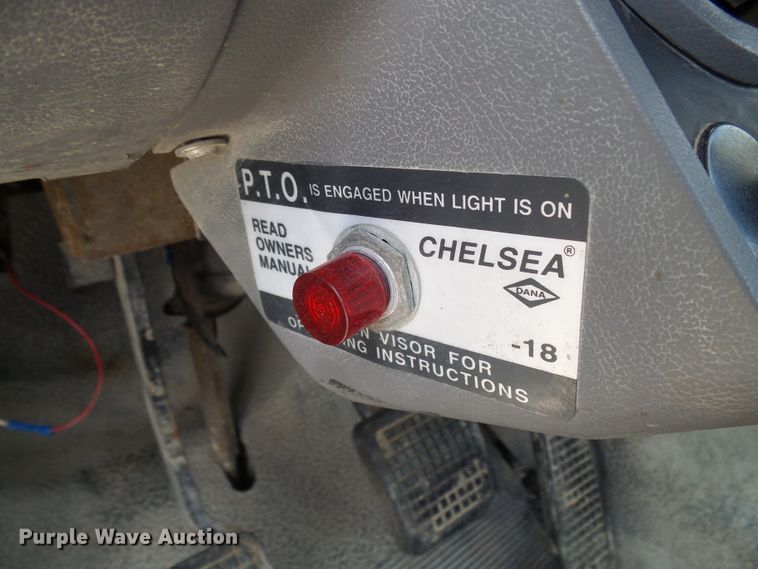 P.T.O. IS ENGAGED WHEN LIGHT IS ON
READ
OWNERS
MANUAL
CHELSEA®
DANA
-18
VISOR FOR
INSTRUCTIONS
Purple Wave Auction